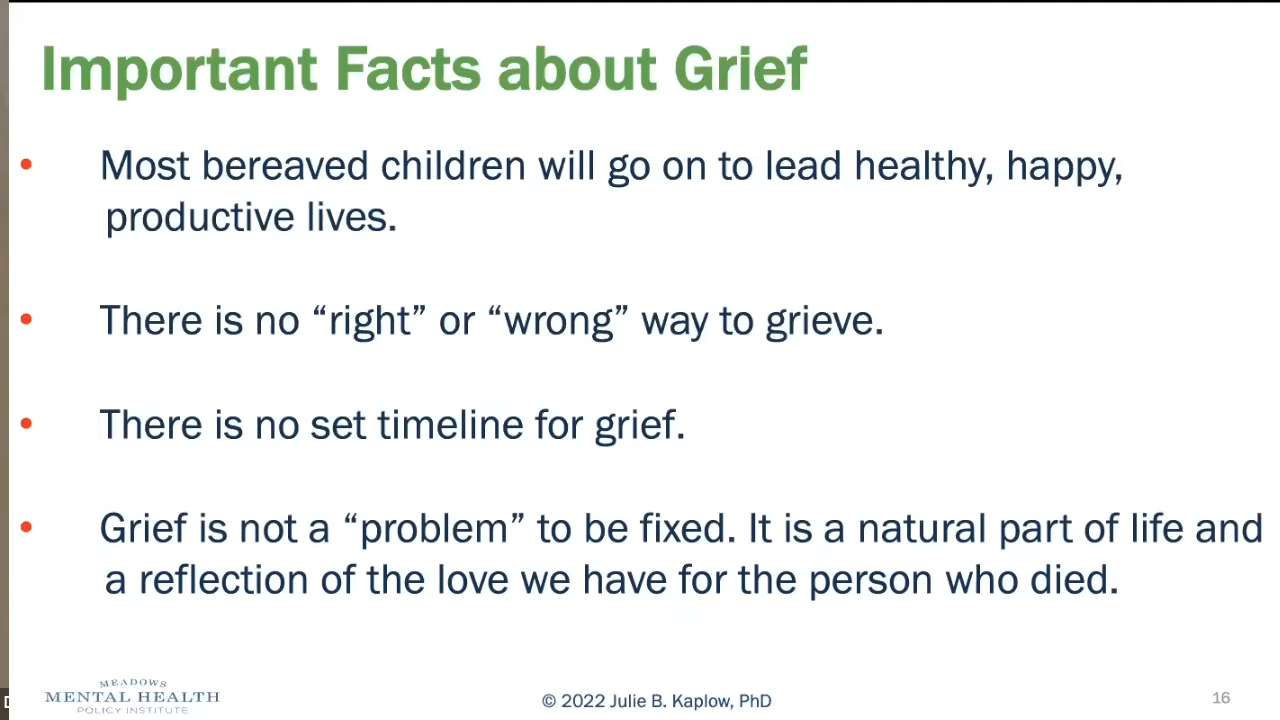 Important Facts about Grief
• Most bereaved children will go on to lead healthy, happy,
productive lives.
• There is no “right” or “wrong” way to grieve.
• There is no set timeline for grief.
• Grief is not a “problem” to be fixed. It is a natural part of life and
a reflection of the love we have for the person who died.
MEADOWS
MENTAL HEALTH
POLICY INSTITUTE
© 2022 Julie B. Kaplow, PhD
16